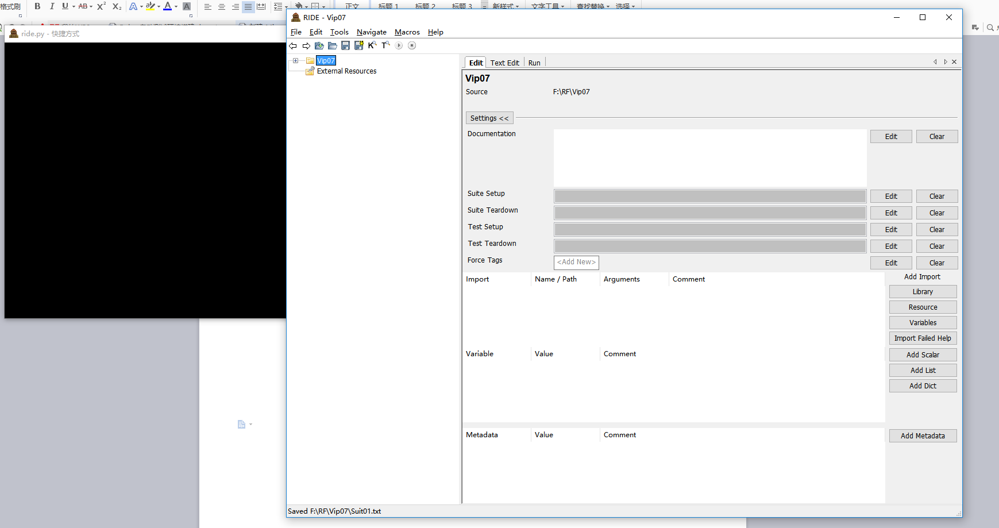 格式刷 B I U AB X² X₂ A A A 正文 标题 1 标题 2 标题 3 新样式 文字工具 查找替换 选择
ride.py - 快捷方式
RIDE - Vip07
File Edit Tools Navigate Macros Help
K T
Vip07
External Resources
Edit Text Edit Run
Vip07
Source F:\RF\Vip07
Settings <<
Documentation Edit Clear
Suite Setup Edit Clear
Suite Teardown Edit Clear
Test Setup Edit Clear
Test Teardown Edit Clear
Force Tags <Add New> Edit Clear
Import Name / Path Arguments Comment Add Import
Library
Resource
Variables
Import Failed Help
Variable Value Comment Add Scalar
Add List
Add Dict
Metadata Value Comment Add Metadata
Saved F:\RF\Vip07\Suit01.txt